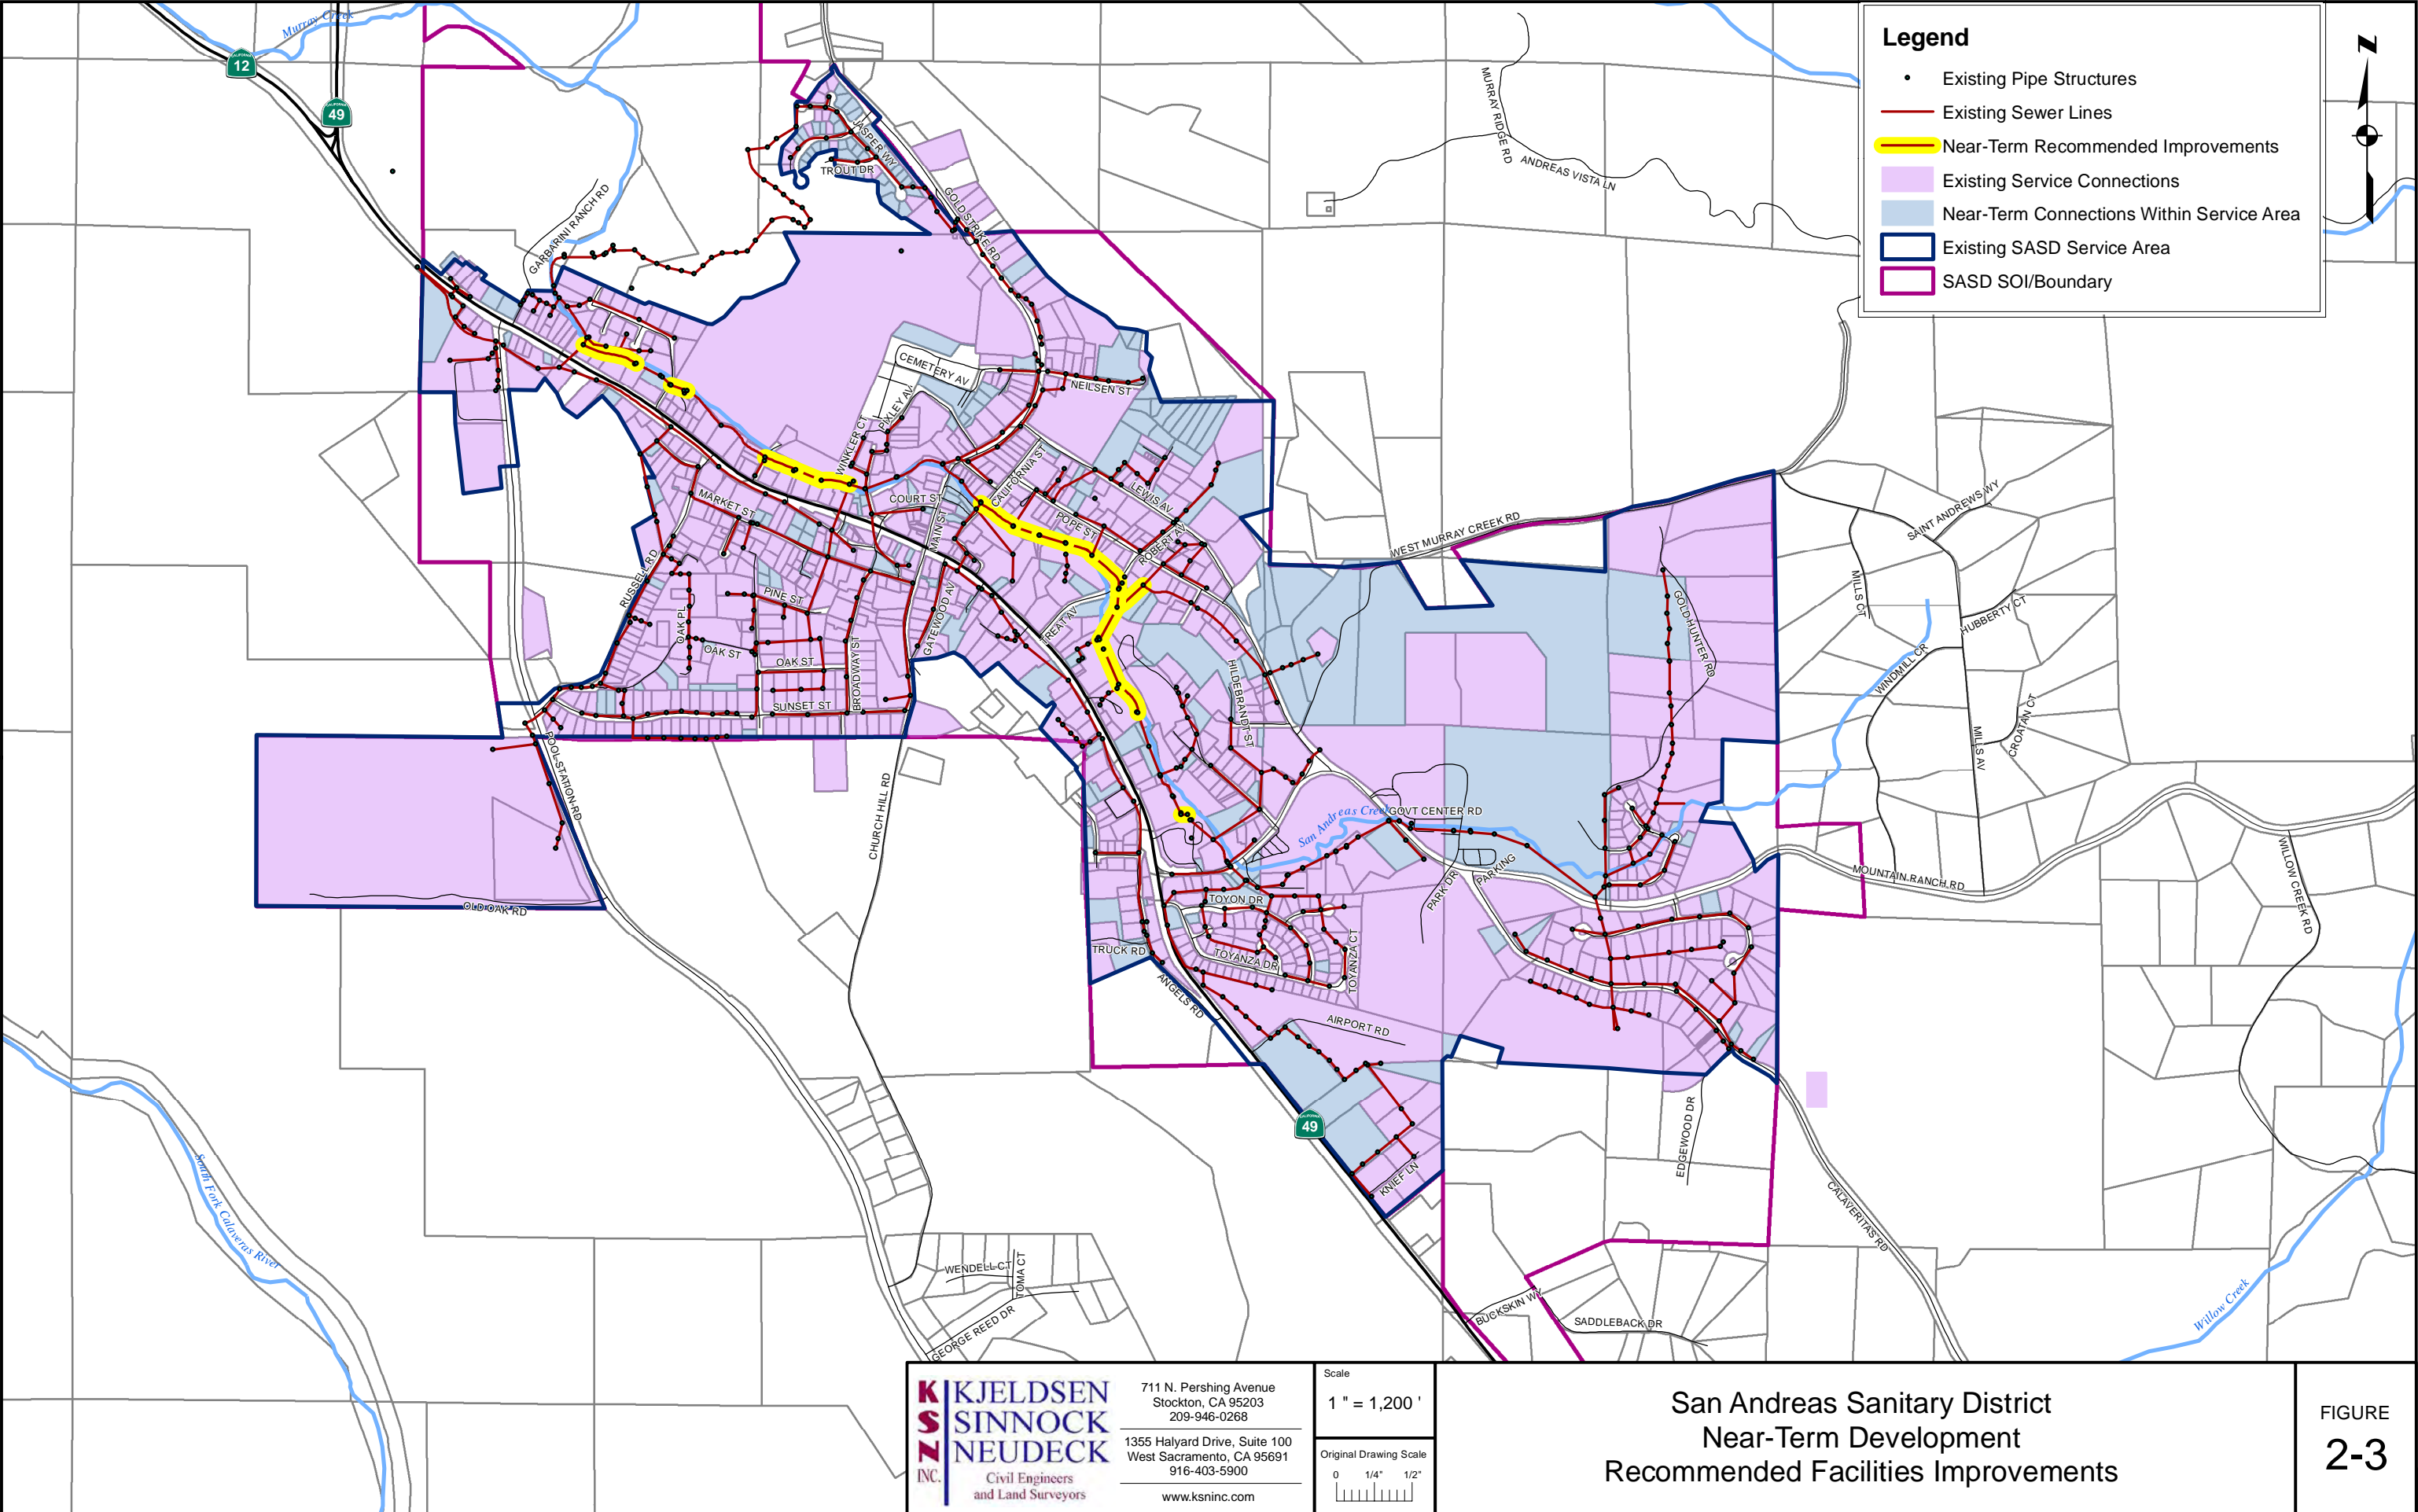 Legend
Existing Pipe Structures
Existing Sewer Lines
Near-Term Recommended Improvements
Existing Service Connections
Near-Term Connections Within Service Area
Existing SASD Service Area
SASD SOI/Boundary
N
Murray Creek
CALIFORNIA
12
CALIFORNIA
49
MURRAY RIDGE RD
ANDREAS VISTA LN
JASPER WY
TROUT DR
GOLD STRIKE RD
GARBARINI RANCH RD
CEMETERY AV
NEILSEN ST
PIXLEY AV
WINKLER CT
CALIFORNIA ST
COURT ST
LEWIS AV
MARKET ST
MAIN ST
POPE ST
ROBERT AV
WEST MURRAY CREEK RD
SAINT ANDREWS WY
MILLS CT
HUBBERTY CT
RUSSELL RD
PINE ST
OAK PL
OAK ST
OAK ST
BROADWAY ST
GATEWOOD AV
TREAT AV
HILDEBRANDT ST
GOLD HUNTER RD
WINDMILL CR
MILLS AV
CROATAN CT
SUNSET ST
POOL STATION RD
CHURCH HILL RD
San Andreas Creek
GOVT CENTER RD
PARKING
PARK DR
MOUNTAIN RANCH RD
WILLOW CREEK RD
OLD OAK RD
TOYON DR
TRUCK RD
TOYANZA DR
TOYANZA CT
ANGELS RD
AIRPORT RD
CALIFORNIA
49
KNIEF LN
EDGEWOOD DR
CALAVERITAS RD
South Fork Calaveras River
WENDELL CT
TOMA CT
GEORGE REED DR
BUCKSKIN WY
SADDLEBACK DR
Willow Creek
KSN INC.
KJELDSEN
SINNOCK
NEUDECK
Civil Engineers
and Land Surveyors
711 N. Pershing Avenue
Stockton, CA 95203
209-946-0268
1355 Halyard Drive, Suite 100
West Sacramento, CA 95691
916-403-5900
www.ksninc.com
Scale
1 " = 1,200 '
Original Drawing Scale
0 1/4" 1/2"
San Andreas Sanitary District
Near-Term Development
Recommended Facilities Improvements
FIGURE
2-3